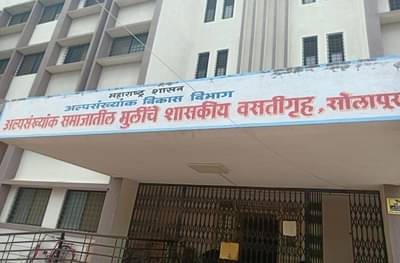 महाराष्ट्र शासन
अल्पसंख्यांक विकास विभाग
अल्पसंख्यांक समाजातील मुलींचे शासकीय वसतीगृह, सोलापूर